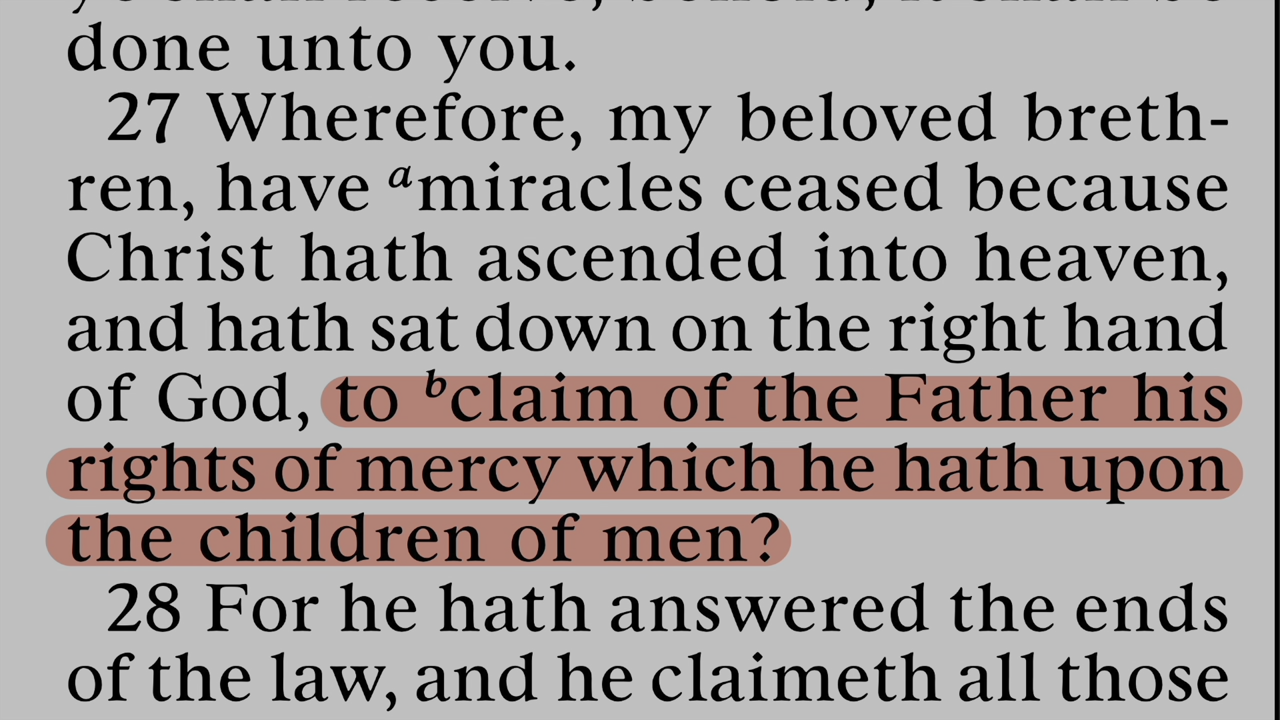 done unto you.
27 Wherefore, my beloved breth-
ren, have a miracles ceased because
Christ hath ascended into heaven,
and hath sat down on the right hand
of God, to b claim of the Father his
rights of mercy which he hath upon
the children of men?
28 For he hath answered the ends
of the law, and he claimeth all those